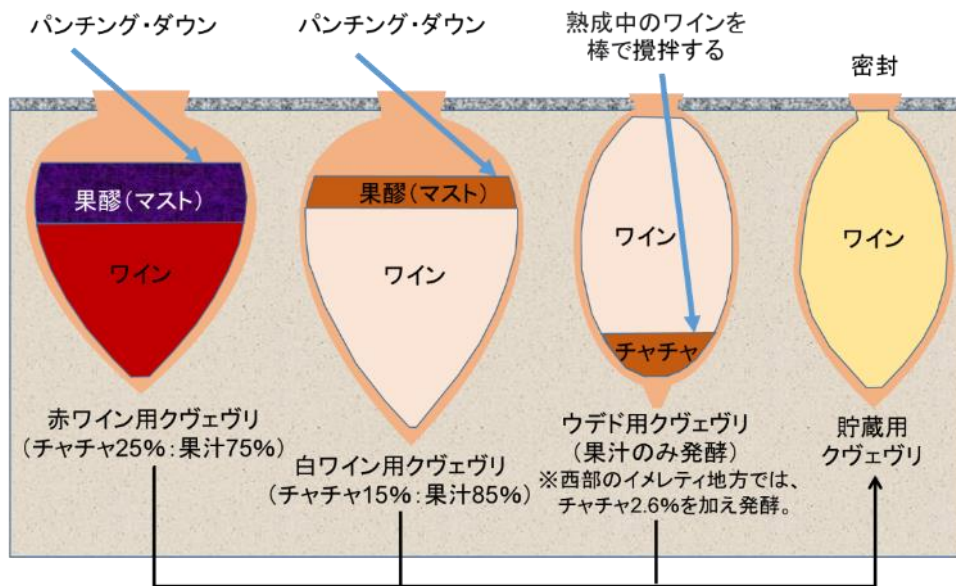 パンチング・ダウン
パンチング・ダウン
熟成中のワインを
棒で攪拌する
密封
果醪(マスト)
ワイン
果醪(マスト)
ワイン
ワイン
チャチャ
ワイン
赤ワイン用クヴェヴリ
(チャチャ25%:果汁75%)
白ワイン用クヴェヴリ
(チャチャ15%:果汁85%)
ウデド用クヴェヴリ
(果汁のみ発酵)
※西部のイメレティ地方では、
チャチャ2.6%を加え発酵。
貯蔵用
クヴェヴリ